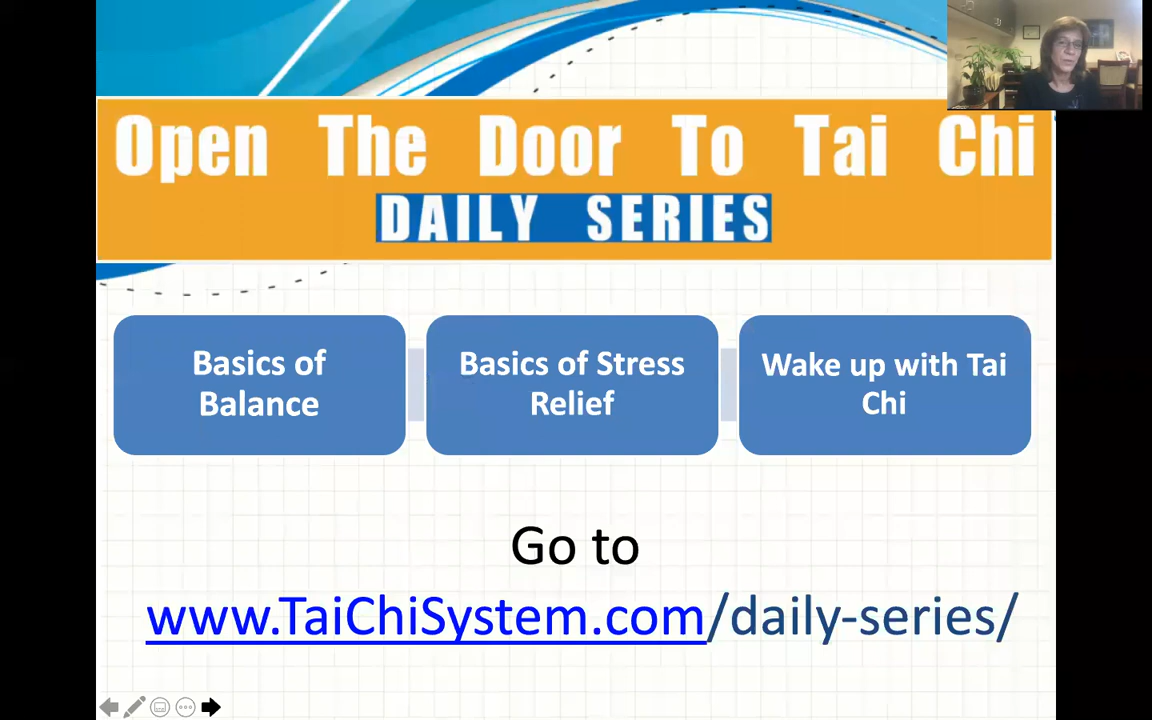 Open The Door To Tai Chi
DAILY SERIES
Basics of
Balance
Basics of Stress
Relief
Wake up with Tai
Chi
Go to
www.TaiChiSystem.com/daily-series/